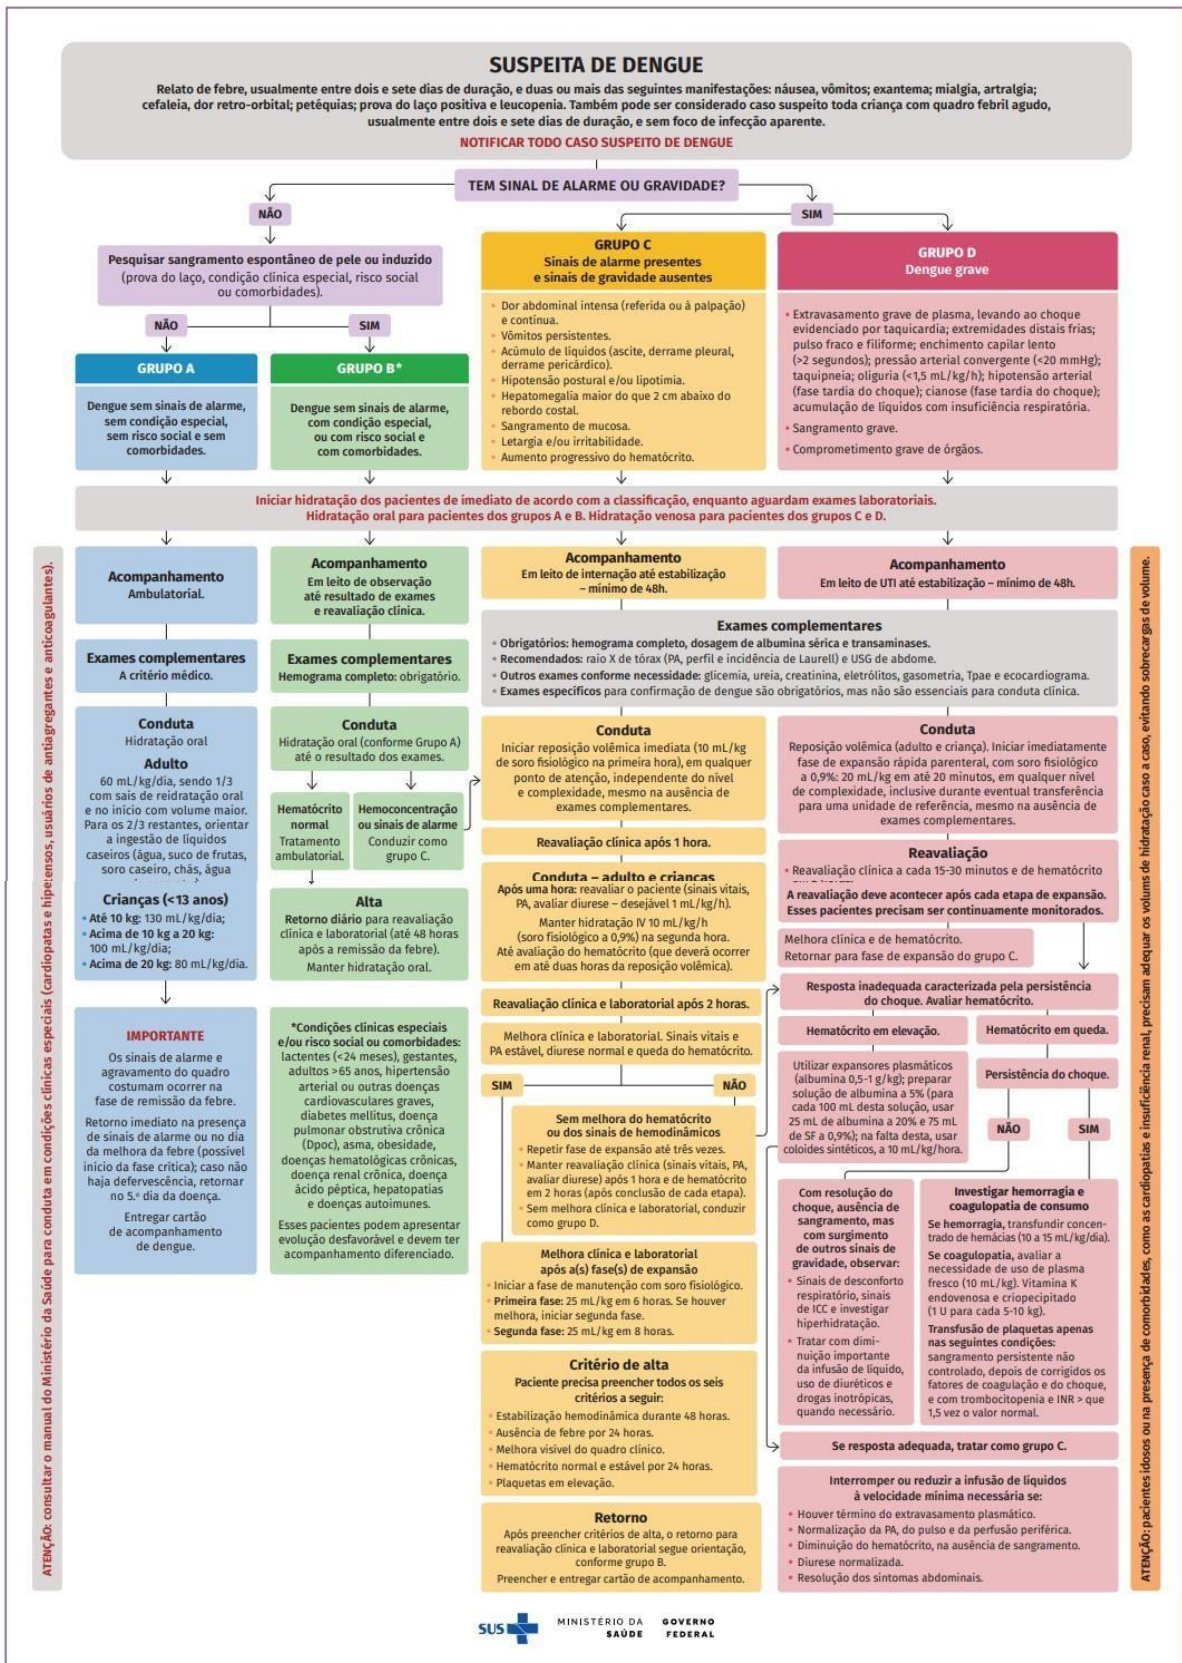 SUSPEITA DE DENGUE
Relato de febre, usualmente entre dois e sete dias de duração, e duas ou mais das seguintes manifestações: náusea, vômitos; exantema; mialgia, artralgia;
cefaleia, dor retro-orbital; petéquias; prova do laço positiva e leucopenia. Também pode ser considerado caso suspeito toda criança com quadro febril agudo,
usualmente entre dois e sete dias de duração, e sem foco de infecção aparente.
NOTIFICAR TODO CASO SUSPEITO DE DENGUE
TEM SINAL DE ALARME OU GRAVIDADE?
NÃO
SIM
Pesquisar sangramento espontâneo de pele ou induzido
(prova do laço, condição clínica especial, risco social
ou comorbidades).
NÃO
SIM
GRUPO A
Dengue sem sinais de alarme,
sem condição especial,
sem risco social e sem
comorbidades.
GRUPO B*
Dengue sem sinais de alarme,
com condição especial,
ou com risco social e
com comorbidades.
GRUPO C
Sinais de alarme presentes
e sinais de gravidade ausentes
• Dor abdominal intensa (referida ou à palpação)
e contínua.
• Vômitos persistentes.
• Acúmulo de líquidos (ascite, derrame pleural,
derrame pericárdico).
• Hipotensão postural e/ou lipotimia.
• Hepatomegalia maior do que 2 cm abaixo do
rebordo costal.
• Sangramento de mucosa.
• Letargia e/ou irritabilidade.
• Aumento progressivo do hematócrito.
GRUPO D
Dengue grave
• Extravasamento grave de plasma, levando ao choque
evidenciado por taquicardia; extremidades distais frias;
pulso fraco e filiforme; enchimento capilar lento
(>2 segundos); pressão arterial convergente (<20 mmHg);
taquipneia; oliguria (<1,5 mL/kg/h); hipotensão arterial
(fase tardia do choque); cianose (fase tardia do choque);
acumulação de líquidos com insuficiência respiratória.
• Sangramento grave.
• Comprometimento grave de órgãos.
Iniciar hidratação dos pacientes de imediato de acordo com a classificação, enquanto aguardam exames laboratoriais.
Hidratação oral para pacientes dos grupos A e B. Hidratação venosa para pacientes dos grupos C e D.
ATENÇÃO: consultar o manual do Ministério da Saúde para conduta em condições clínicas especiais (cardiopatas e hipertensos, usuários de antiagregantes e anticoagulantes).
Acompanhamento
Ambulatorial.
Exames complementares
A critério médico.
Conduta
Hidratação oral
Adulto
60 mL/kg/dia, sendo 1/3
com sais de reidratação oral
e no início com volume maior.
Para os 2/3 restantes, orientar
a ingestão de líquidos
caseiros (água, suco de frutas,
soro caseiro, chás, água
Crianças (<13 anos)
• Até 10 kg: 130 mL/kg/dia;
• Acima de 10 kg a 20 kg:
100 mL/kg/dia;
• Acima de 20 kg: 80 mL/kg/dia.
IMPORTANTE
Os sinais de alarme e
agravamento do quadro
costumam ocorrer na
fase de remissão da febre.
Retorno imediato na presença
de sinais de alarme ou no dia
da melhora da febre (possível
inicio da fase crítica); caso não
haja defervescência, retornar
no 5.º dia da doença.
Entregar cartão
de acompanhamento
de dengue.
Acompanhamento
Em leito de observação
até resultado de exames
e reavaliação clínica.
Exames complementares
Hemograma completo: obrigatório.
Conduta
Hidratação oral (conforme Grupo A)
até o resultado dos exames.
Hematócrito
normal
Tratamento
ambulatorial.
Hemoconcentração
ou sinais de alarme
Conduzir como
grupo C.
Alta
Retorno diário para reavaliação
clínica e laboratorial (até 48 horas
após a remissão da febre).
Manter hidratação oral.
*Condições clínicas especiais
e/ou risco social ou comorbidades:
lactentes (<24 meses), gestantes,
adultos >65 anos, hipertensão
arterial ou outras doenças
cardiovasculares graves,
diabetes mellitus, doença
pulmonar obstrutiva crônica
(Dpoc), asma, obesidade,
doenças hematológicas crônicas,
doença renal crônica, doença
ácido péptica, hepatopatias
e doenças autoimunes.
Esses pacientes podem apresentar
evolução desfavorável e devem ter
acompanhamento diferenciado.
Acompanhamento
Em leito de internação até estabilização
– mínimo de 48h.
Acompanhamento
Em leito de UTI até estabilização – mínimo de 48h.
Exames complementares
• Obrigatórios: hemograma completo, dosagem de albumina sérica e transaminases.
• Recomendados: raio X de tórax (PA, perfil e incidência de Laurell) e USG de abdome.
• Outros exames conforme necessidade: glicemia, ureia, creatinina, eletrólitos, gasometria, Tpae e ecocardiograma.
• Exames específicos para confirmação de dengue são obrigatórios, mas não são essenciais para conduta clínica.
Conduta
Iniciar reposição volêmica imediata (10 mL/kg
de soro fisiológico na primeira hora), em qualquer
ponto de atenção, independente do nível
e complexidade, mesmo na ausência de
exames complementares.
Reavaliação clínica após 1 hora.
Conduta – adulto e crianças
Após uma hora: reavaliar o paciente (sinais vitais,
PA, avaliar diurese – desejável 1 mL/kg/h).
Manter hidratação IV 10 mL/kg/h
(soro fisiológico a 0,9%) na segunda hora.
Até avaliação do hematócrito (que deverá ocorrer
em até duas horas da reposição volêmica).
Reavaliação clínica e laboratorial após 2 horas.
Melhora clínica e laboratorial. Sinais vitais e
PA estável, diurese normal e queda do hematócrito.
SIM
NÃO
Sem melhora do hematócrito
ou dos sinais de hemodinâmicos
• Repetir fase de expansão até três vezes.
• Manter reavaliação clínica (sinais vitais, PA,
avaliar diurese) após 1 hora e de hematócrito
em 2 horas (após conclusão de cada etapa).
• Sem melhora clínica e laboratorial, conduzir
como grupo D.
Melhora clínica e laboratorial
após a(s) fase(s) de expansão
• Iniciar a fase de manutenção com soro fisiológico.
• Primeira fase: 25 mL/kg em 6 horas. Se houver
melhora, iniciar segunda fase.
• Segunda fase: 25 mL/kg em 8 horas.
Critério de alta
Paciente precisa preencher todos os seis
critérios a seguir:
• Estabilização hemodinâmica durante 48 horas.
• Ausência de febre por 24 horas.
• Melhora visível do quadro clínico.
• Hematócrito normal e estável por 24 horas.
• Plaquetas em elevação.
Retorno
Após preencher critérios de alta, o retorno para
reavaliação clínica e laboratorial segue orientação,
conforme grupo B.
Preencher e entregar cartão de acompanhamento.
Conduta
Reposição volêmica (adulto e criança). Iniciar imediatamente
fase de expansão rápida parenteral, com soro fisiológico
a 0,9%: 20 mL/kg em até 20 minutos, em qualquer nível
de complexidade, inclusive durante eventual transferência
para uma unidade de referência, mesmo na ausência de
exames complementares.
Reavaliação
• Reavaliação clínica a cada 15-30 minutos e de hematócrito
A reavaliação deve acontecer após cada etapa de expansão.
Esses pacientes precisam ser continuamente monitorados.
Melhora clínica e de hematócrito.
Retornar para fase de expansão do grupo C.
Resposta inadequada caracterizada pela persistência
do choque. Avaliar hematócrito.
Hematócrito em elevação.
Hematócrito em queda.
Utilizar expansores plasmáticos
(albumina 0,5-1 g/kg); preparar
solução de albumina a 5% (para
cada 100 mL desta solução, usar
25 mL de albumina a 20% e 75 mL
de SF a 0,9%); na falta desta, usar
coloides sintéticos, a 10 mL/kg/hora.
Persistência do choque.
NÃO
SIM
Com resolução do
choque, ausência de
sangramento, mas
com surgimento
de outros sinais de
gravidade, observar:
• Sinais de desconforto
respiratório, sinais
de ICC e investigar
hiperhidratação.
• Tratar com dimi-
nuição importante
da infusão de líquido,
uso de diuréticos e
drogas inotrópicas,
quando necessário.
Investigar hemorragia e
coagulopatia de consumo
Se hemorragia, transfundir concen-
trado de hemácias (10 a 15 mL/kg/dia).
Se coagulopatia, avaliar a
necessidade de uso de plasma
fresco (10 mL/kg). Vitamina K
endovenosa e criopecipitado
(1 U para cada 5-10 kg).
Transfusão de plaquetas apenas
nas seguintes condições:
sangramento persistente não
controlado, depois de corrigidos os
fatores de coagulação e do choque,
e com trombocitopenia e INR > que
1,5 vez o valor normal.
Se resposta adequada, tratar como grupo C.
Interromper ou reduzir a infusão de líquidos
à velocidade mínima necessária se:
• Houver término do extravasamento plasmático.
• Normalização da PA, do pulso e da perfusão periférica.
• Diminuição do hematócrito, na ausência de sangramento.
• Diurese normalizada.
• Resolução dos sintomas abdominais.
ATENÇÃO: pacientes idosos ou na presença de comorbidades, como as cardiopatias e insuficiência renal, precisam adequar os volumes de hidratação caso a caso, evitando sobrecargas de volume.
SUS
MINISTÉRIO DA
SAÚDE
GOVERNO
FEDERAL